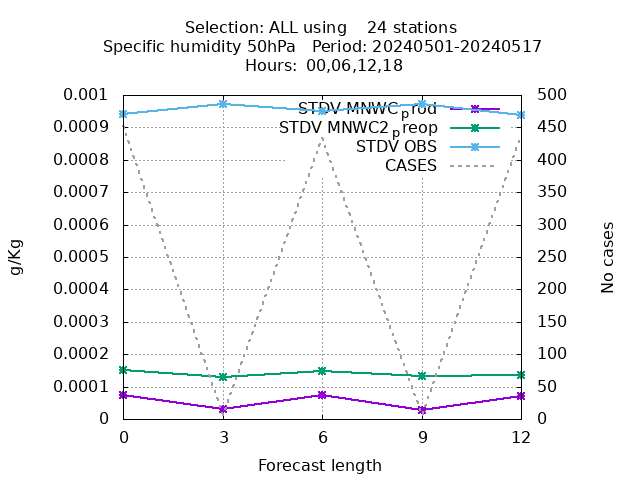 Selection: ALL using    24 stations
Specific humidity 50hPa   Period: 20240501-20240517
Hours:  00,06,12,18
0.001
0.0009
0.0008
0.0007
0.0006
0.0005
0.0004
0.0003
0.0002
0.0001
0
500
450
400
350
300
250
200
150
100
50
0
STDV MNWCprod
STDV MNWC2preop
STDV OBS
CASES
g/Kg
No cases
0 3 6 9 12
Forecast length